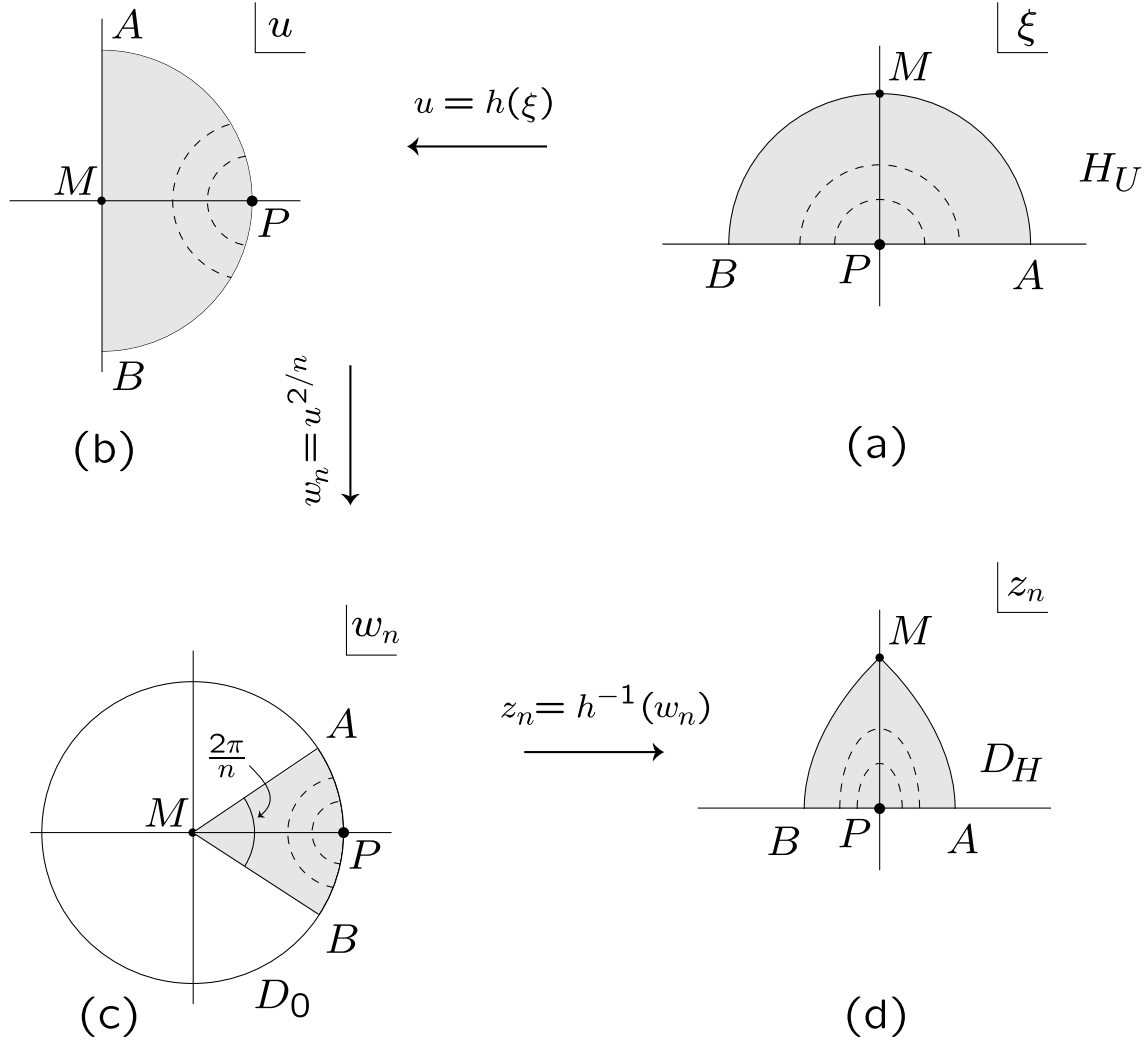 A
u
M
P
B
(b)
u = h(ξ)
ξ
M
H_U
B
P
A
(a)
w_n = u^{2/n}
w_n
A
2π/n
M
P
B
D_0
(c)
z_n = h^{-1}(w_n)
z_n
M
D_H
B
P
A
(d)